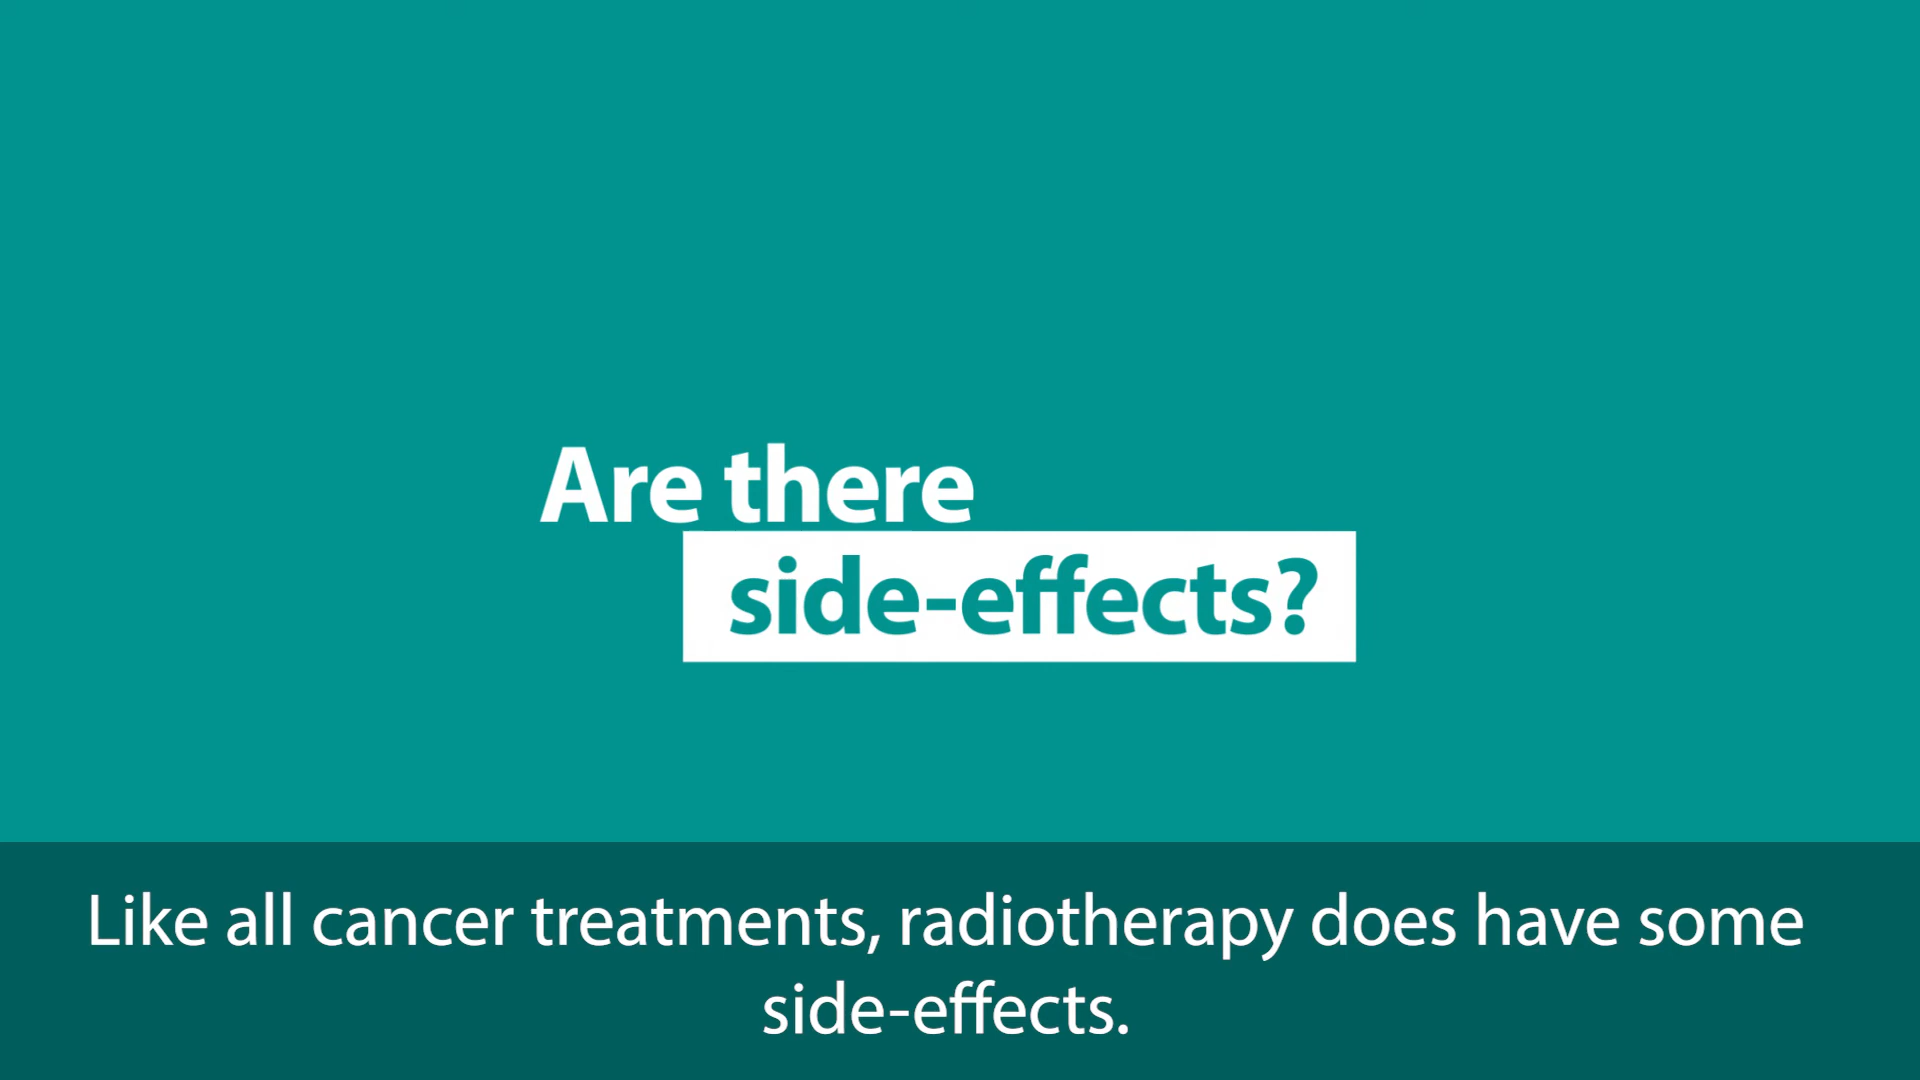 Are there
side-effects?
Like all cancer treatments, radiotherapy does have some
side-effects.